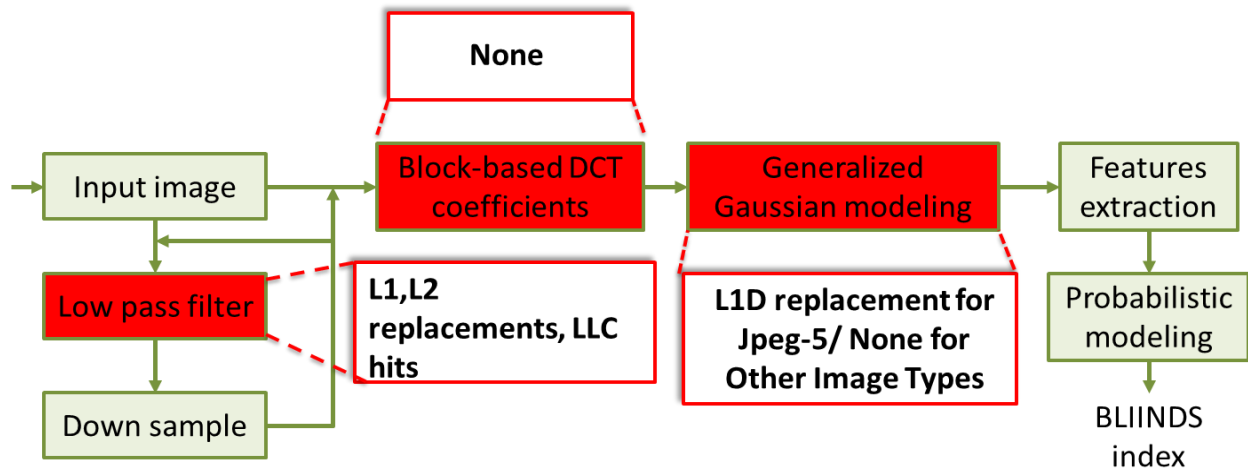 None
Input image
Block-based DCT
coefficients
Generalized
Gaussian modeling
Features
extraction
Low pass filter
L1,L2
replacements, LLC
hits
L1D replacement for
Jpeg-5/ None for
Other Image Types
Probabilistic
modeling
Down sample
BLIINDS
index